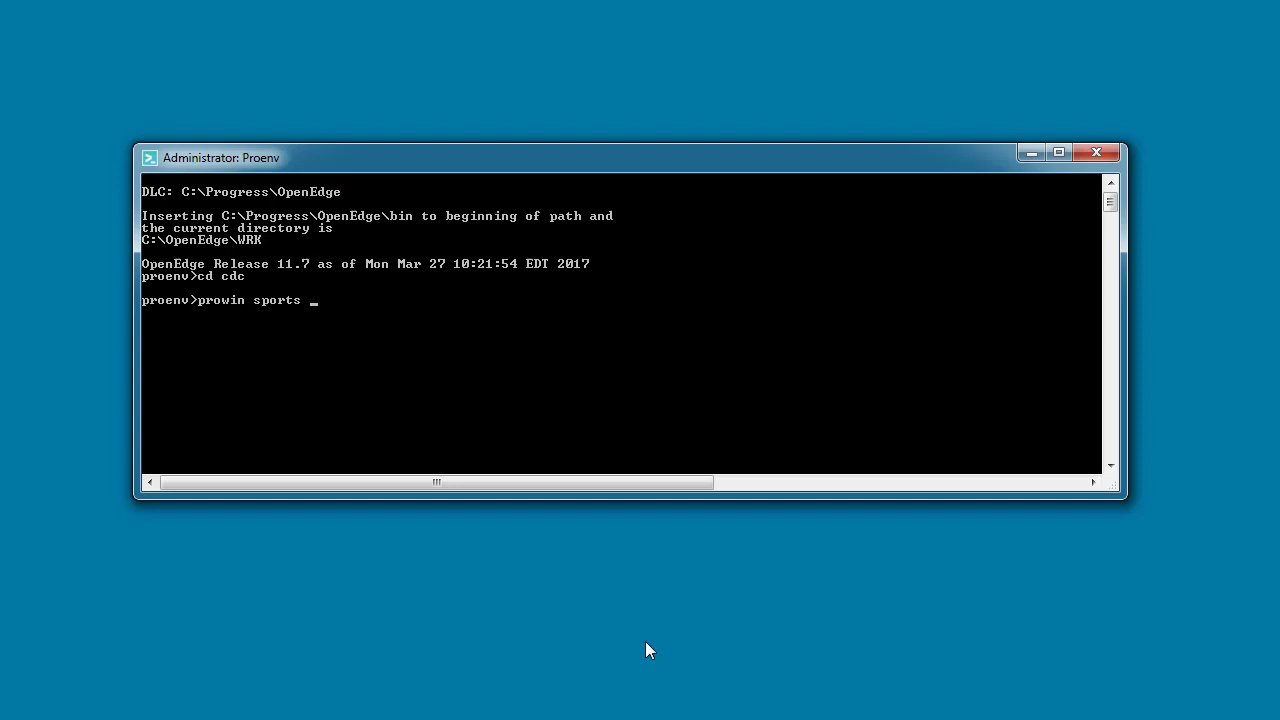 Administrator: Proenv
DLC: C:\Progress\OpenEdge
Inserting C:\Progress\OpenEdge\bin to beginning of path and
the current directory is
C:\OpenEdge\WRK
OpenEdge Release 11.7 as of Mon Mar 27 10:21:54 EDT 2017
proenv>cd cdc
proenv>prowin sports _